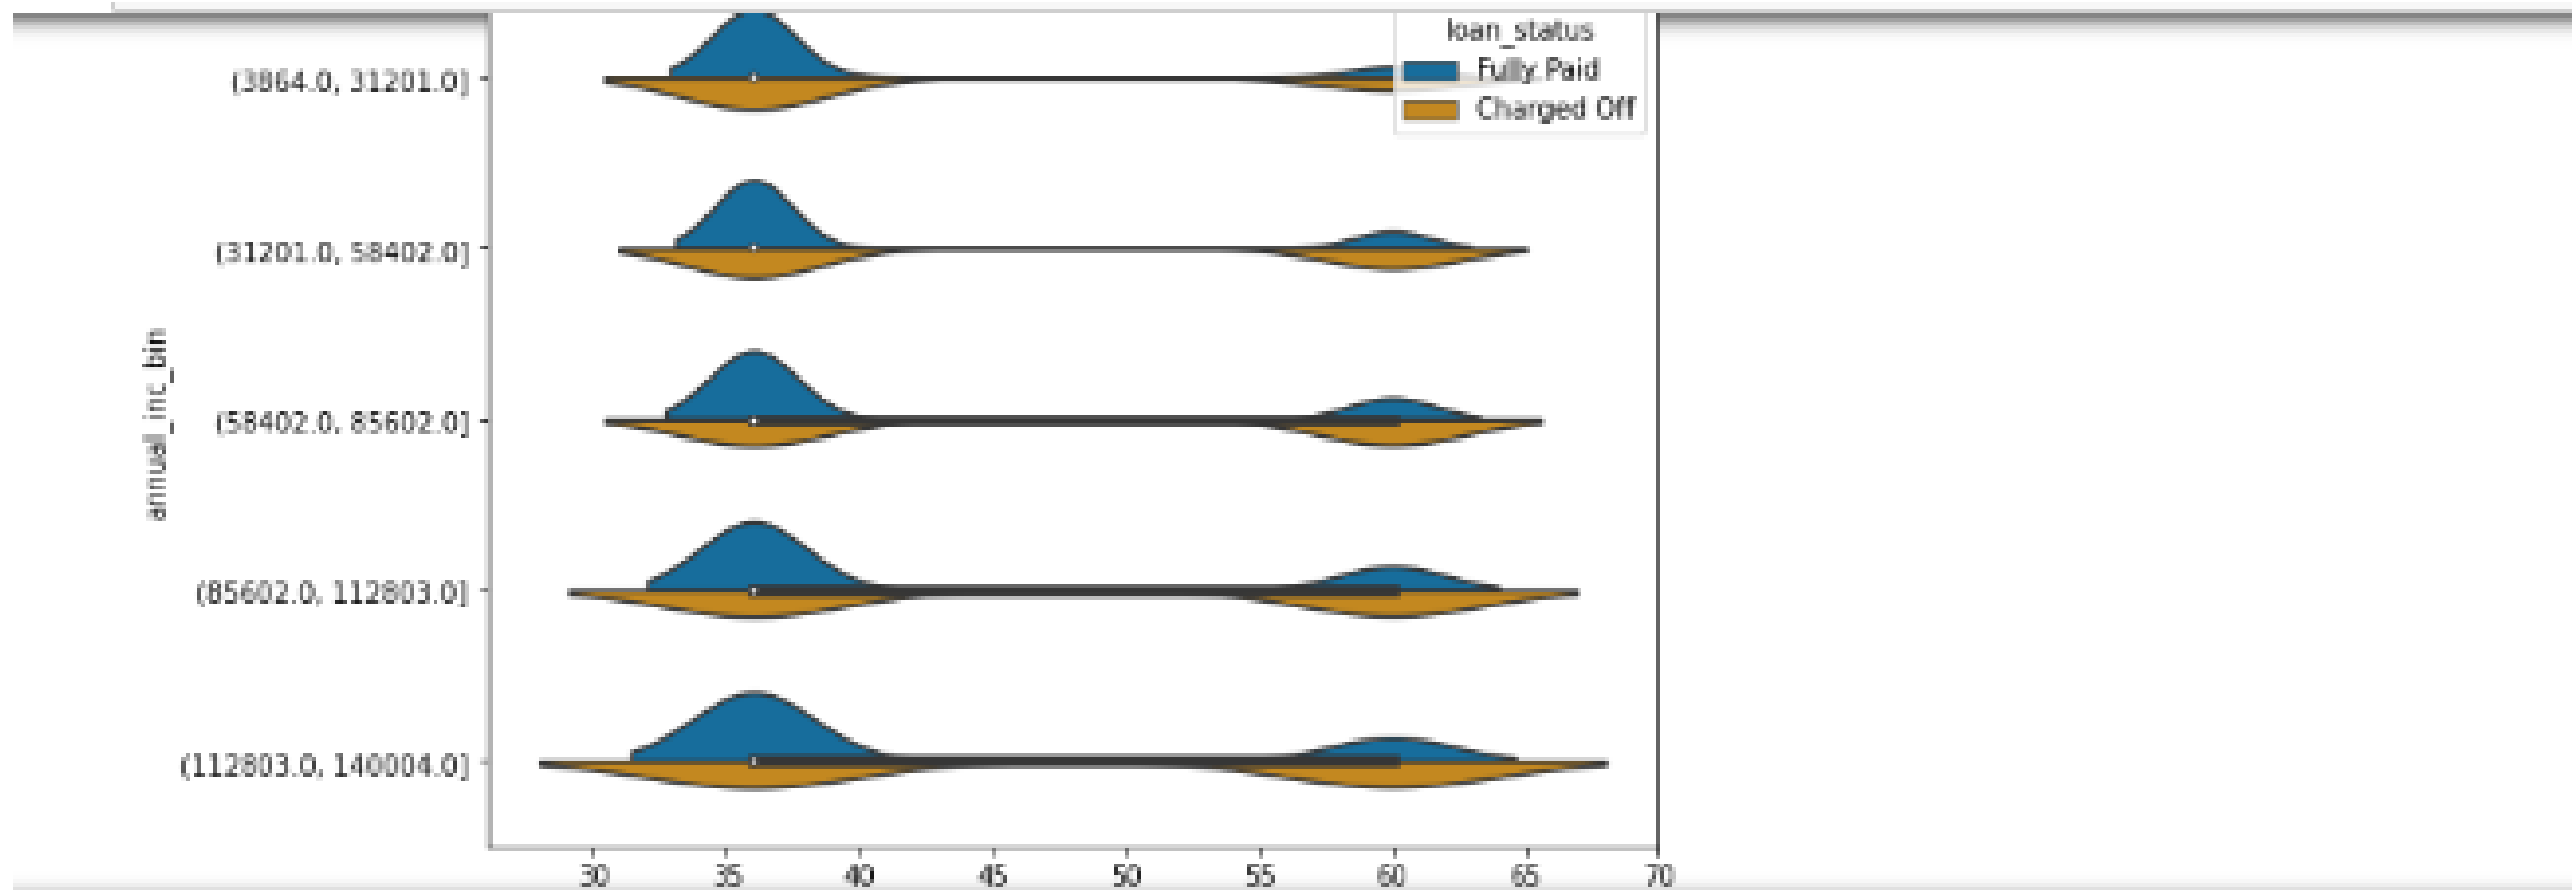 loan_status
Fully Paid
Charged Off
(3864.0, 31201.0]
(31201.0, 58402.0]
(58402.0, 85602.0]
(85602.0, 112803.0]
(112803.0, 140004.0]
annual_inc_bin
30 35 40 45 50 55 60 65 70